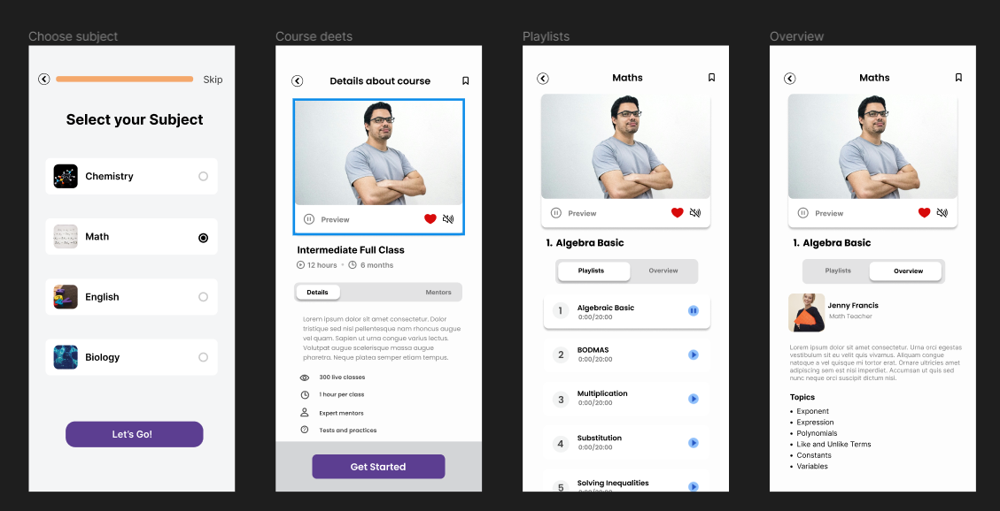 Choose subject
Skip
Select your Subject
Chemistry
Math
English
Biology
Let's Go!
Course deets
Details about course
Preview
Intermediate Full Class
12 hours • 6 months
Details Mentors
Lorem ipsum dolor sit amet consectetur. Dolor
tristique sed nisl pellentesque nam rhoncus augue
vel quam. Sapien ut urna congue varius lectus.
Volutpat augue scelerisque massa augue
pharetra. Neque platea semper etiam tempus.
300 live classes
1 hour per class
Expert mentors
Tests and practices
Get Started
Playlists
Maths
Preview
1. Algebra Basic
Playlists Overview
1 Algebraic Basic
0:00/20:00
2 BODMAS
0:00/20:00
3 Multiplication
0:00/20:00
4 Substitution
0:00/20:00
5 Solving Inequalities
0:00/20:00
Overview
Maths
Preview
1. Algebra Basic
Playlists Overview
Jenny Francis
Math Teacher
Lorem ipsum dolor sit amet consectetur. Urna orci egestas
vestibulum sit eu velit quis vivamus. Aliquam congue
natoque a vel quisque mi tortor erat. Ornare ultricies amet
adipiscing sem est nisl imperdiet. Accumsan ut quis sed
nunc neque orci suscipit dictum nisi.
Topics
• Exponent
• Expression
• Polynomials
• Like and Unlike Terms
• Constants
• Variables